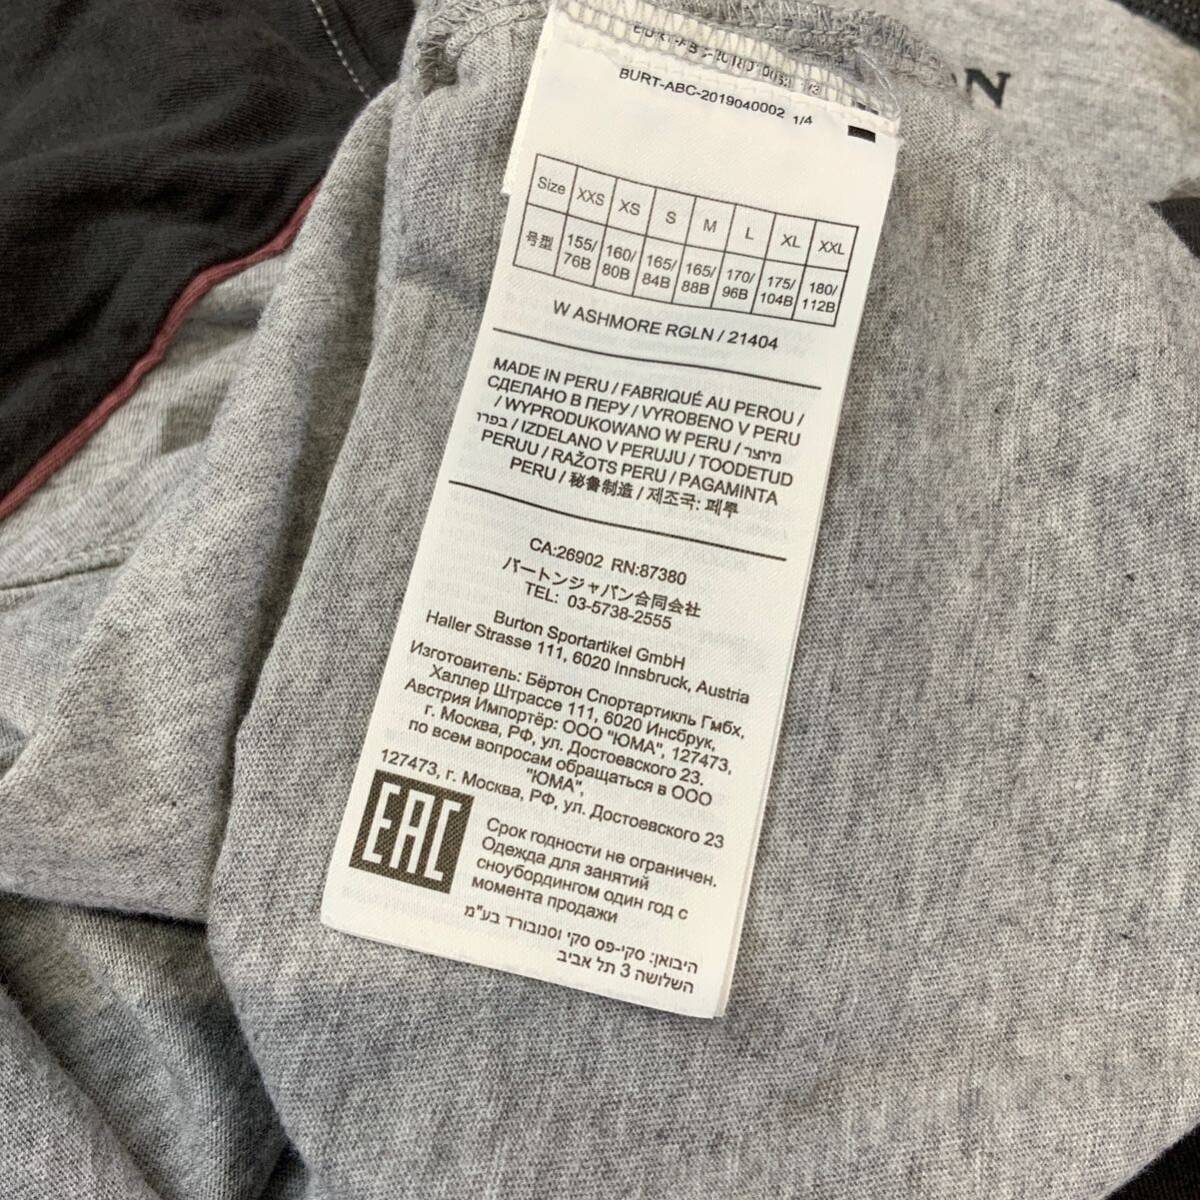 ON
BURT-ABC-2019040002 1/4
Size XXS XS S M L XL XXL
号型 155/76B 160/80B 165/84B 165/88B 170/96B 175/104B 180/112B
W ASHMORE RGLN / 21404
MADE IN PERU / FABRIQUÉ AU PEROU /
СДЕЛАНО В ПЕРУ / VYROBENO V PERU
/ WYPRODUKOWANO W PERU / מיוצר
בפרו / IZDELANO V PERUJU / TOODETUD
PERUU / RAŽOTS PERU / PAGAMINTA
PERU / 秘鲁制造 / 제조국: 페루
CA:26902 RN:87380
バートンジャパン合同会社
TEL: 03-5738-2555
Burton Sportartikel GmbH
Haller Strasse 111, 6020 Innsbruck, Austria
Изготовитель: Бёртон Спортартикль Гмбх,
Халлер Штрассе 111, 6020 Инсбрук,
Австрия Импортёр: ООО "ЮМА", 127473,
г. Москва, РФ, ул. Достоевского 23.
по всем вопросам обращаться в ООО
"ЮМА",
127473, г. Москва, РФ, ул. Достоевского 23
EAC
Срок годности не ограничен.
Одежда для занятий
сноубордингом один год с
момента продажи
היבואן: סקי-פס סקי וסנובורד בע"מ
השלושה 3 תל אביב